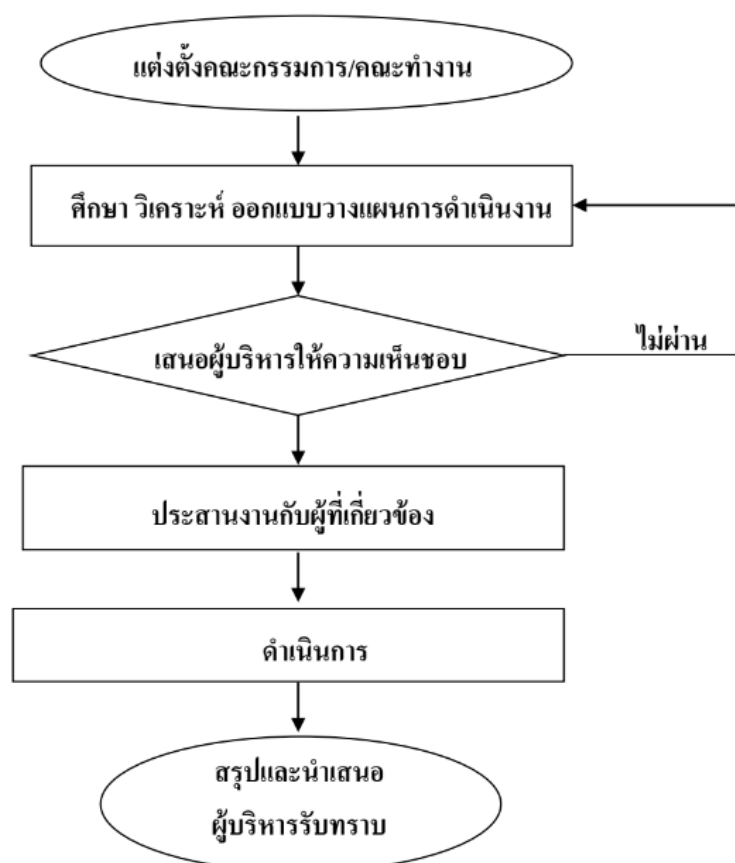 แต่งตั้งคณะกรรมการ/คณะทำงาน
ศึกษา วิเคราะห์ ออกแบบวางแผนการดำเนินงาน
เสนอผู้บริหารให้ความเห็นชอบ
ไม่ผ่าน
ประสานงานกับผู้ที่เกี่ยวข้อง
ดำเนินการ
สรุปและนำเสนอ
ผู้บริหารรับทราบ